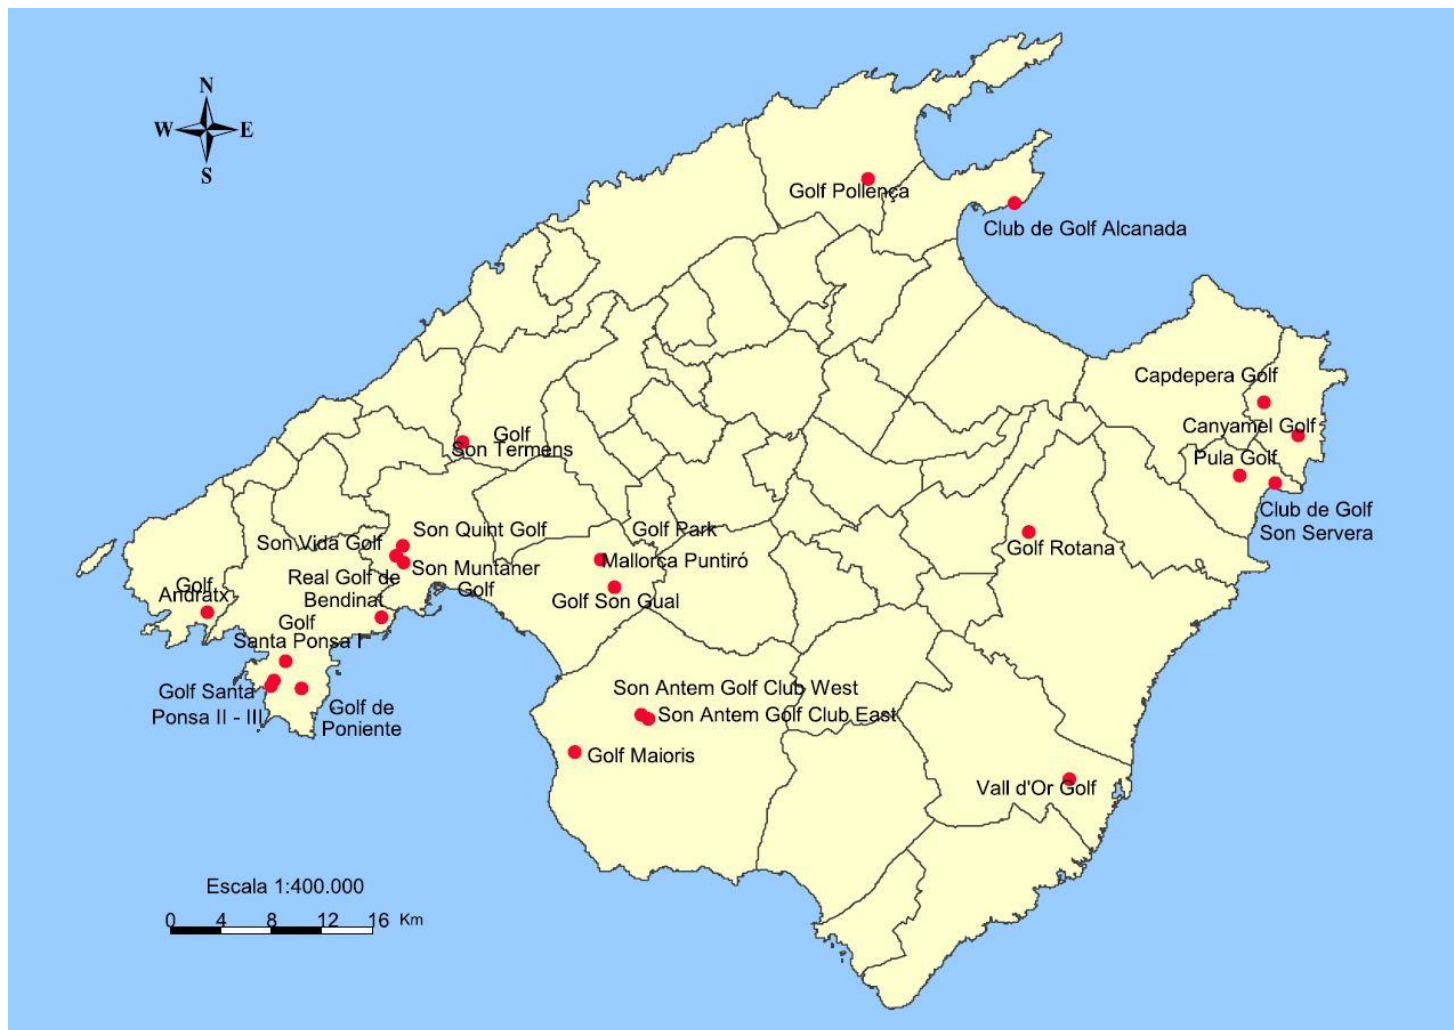 N
W E
S
Golf Pollença
Club de Golf Alcanada
Capdepera Golf
Canyamel Golf
Pula Golf
Club de Golf
Son Servera
Golf
Son Termens
Son Quint Golf
Son Vida Golf
Son Muntaner
Golf
Real Golf de
Bendinat
Golf Park
Mallorca Puntiró
Golf Son Gual
Golf Rotana
Golf
Andratx
Golf
Santa Ponsa I
Golf Santa
Ponsa II - III
Golf de
Poniente
Son Antem Golf Club West
Son Antem Golf Club East
Golf Maioris
Vall d'Or Golf
Escala 1:400.000
0 4 8 12 16 Km